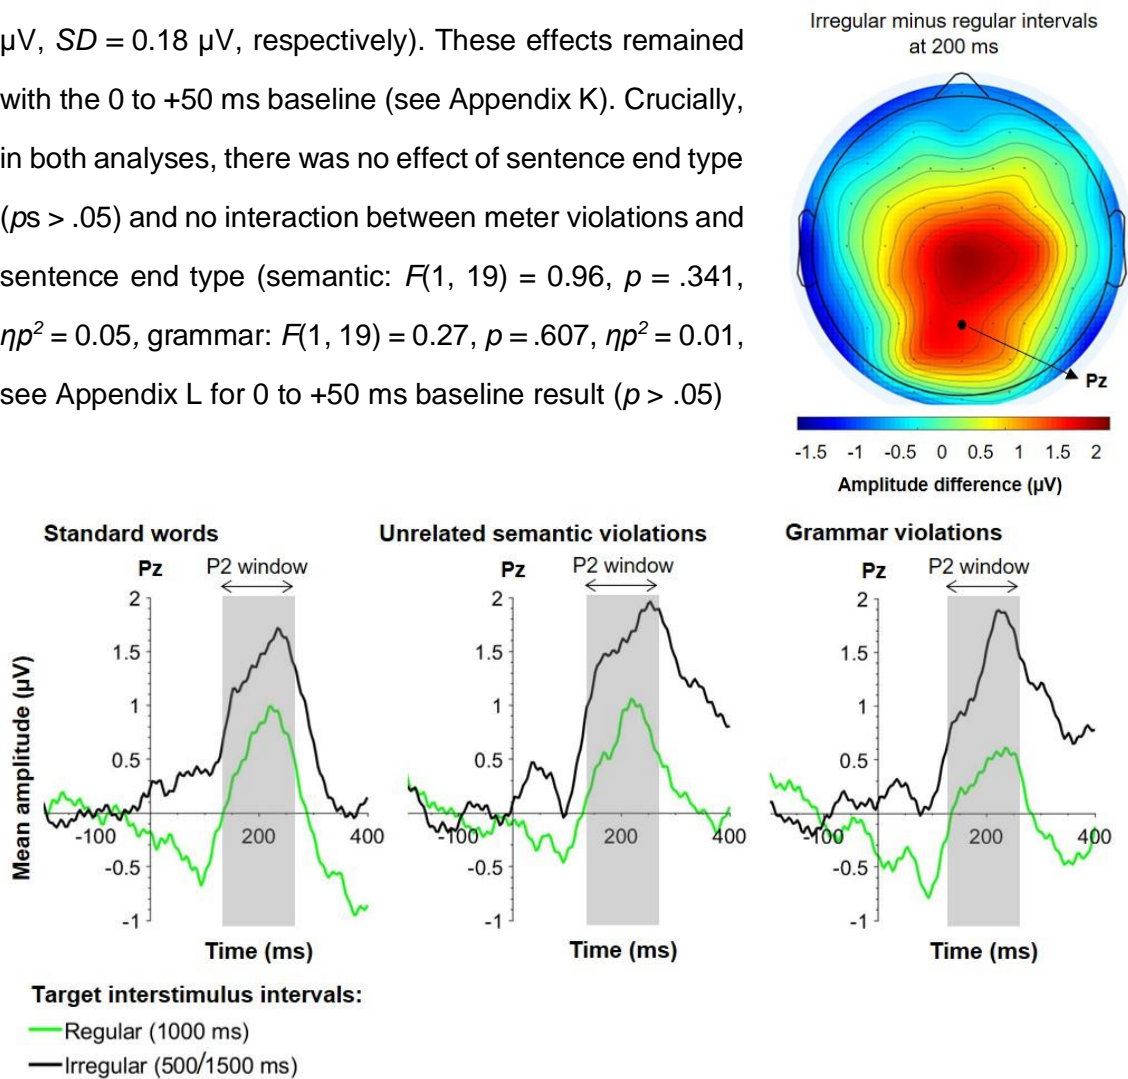 µV, SD = 0.18 µV, respectively). These effects remained
with the 0 to +50 ms baseline (see Appendix K). Crucially,
in both analyses, there was no effect of sentence end type
(ps > .05) and no interaction between meter violations and
sentence end type (semantic: F(1, 19) = 0.96, p = .341,
ηp² = 0.05, grammar: F(1, 19) = 0.27, p = .607, ηp² = 0.01,
see Appendix L for 0 to +50 ms baseline result (p > .05)
Irregular minus regular intervals
at 200 ms
Pz
-1.5 -1 -0.5 0 0.5 1 1.5 2
Amplitude difference (µV)
Standard words
Pz P2 window
2
1.5
1
0.5
-100 200 400
-0.5
-1
Mean amplitude (µV)
Time (ms)
Unrelated semantic violations
Pz P2 window
2
1.5
1
0.5
-100 200 400
-0.5
-1
Time (ms)
Grammar violations
Pz P2 window
2
1.5
1
0.5
-100 200 400
-0.5
-1
Time (ms)
Target interstimulus intervals:
Regular (1000 ms)
Irregular (500/1500 ms)